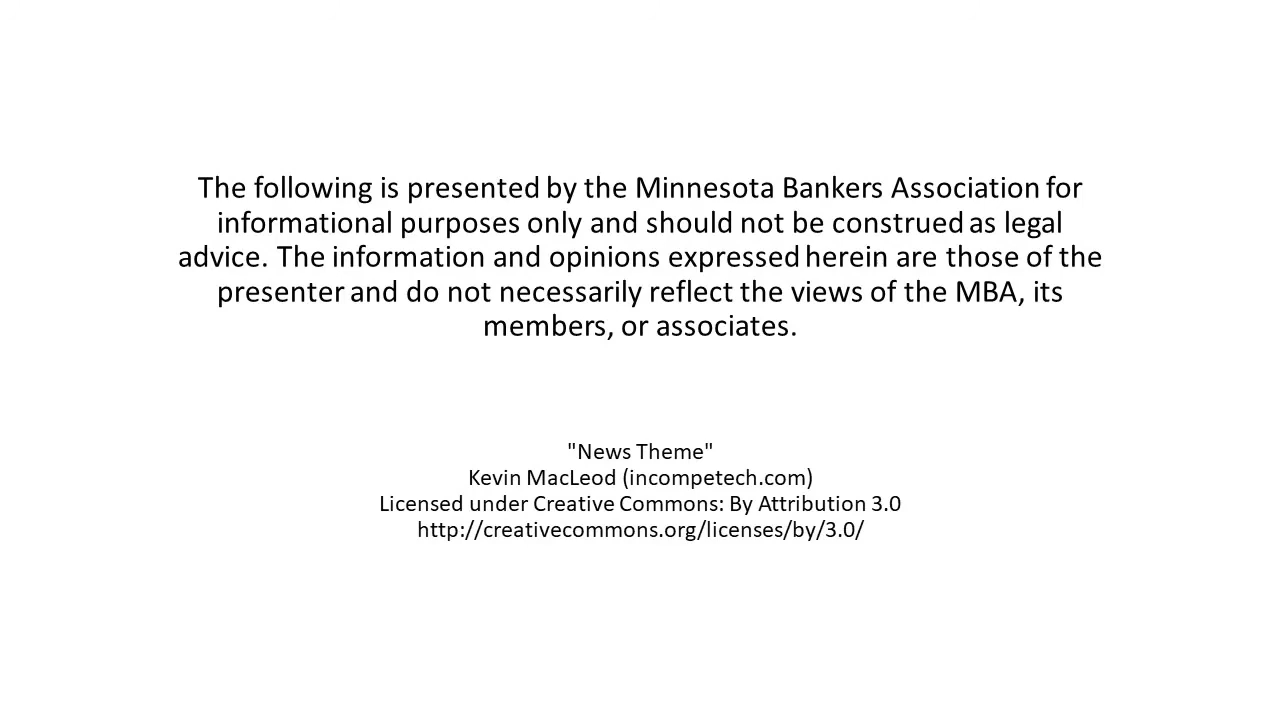 The following is presented by the Minnesota Bankers Association for
informational purposes only and should not be construed as legal
advice. The information and opinions expressed herein are those of the
presenter and do not necessarily reflect the views of the MBA, its
members, or associates.
"News Theme"
Kevin MacLeod (incompetech.com)
Licensed under Creative Commons: By Attribution 3.0
http://creativecommons.org/licenses/by/3.0/